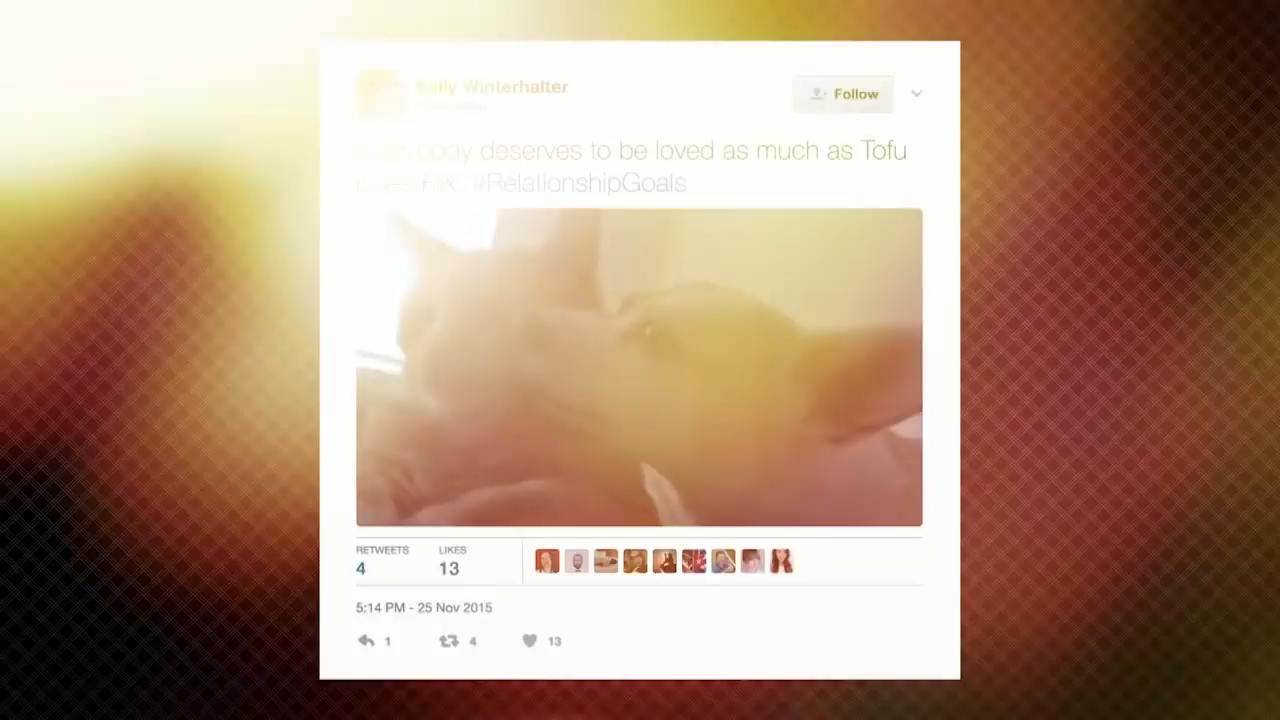 Winterhalter
Follow
deserves to be loved as much as Tofu
#RelationshipGoals
RETWEETS LIKES
4 13
5:14 PM - 25 Nov 2015
1 4 13